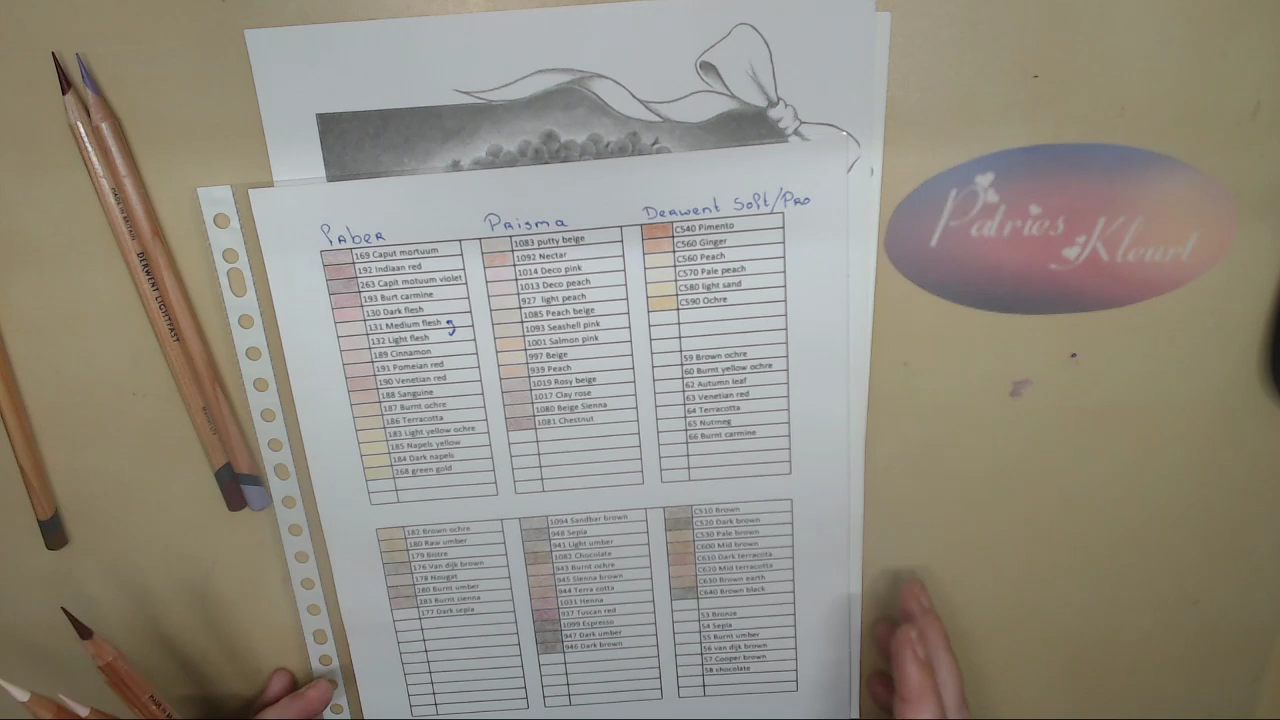 Faber
169 Caput mortuum
192 Indiaan red
263 Capit motuum violet
193 Burt carmine
130 Dark flesh
131 Medium flesh
132 Light flesh
189 Cinnamon
191 Pomeian red
190 Venetian red
188 Sanguine
187 Burnt ochre
186 Terracotta
183 Light yellow ochre
185 Napels yellow
184 Dark napels
268 green gold
Prisma
1083 putty beige
1092 Nectar
1014 Deco pink
1013 Deco peach
927 light peach
1085 Peach beige
1093 Seashell pink
1001 Salmon pink
997 Beige
939 Peach
1019 Rosy beige
1017 Clay rose
1080 Beige Sienna
1081 Chestnut
Derwent Soft/Pro
C540 Pimento
C560 Ginger
C560 Peach
C570 Pale peach
C580 light sand
C590 Ochre
59 Brown ochre
60 Burnt yellow ochre
62 Autumn leaf
63 Venetian red
64 Terracotta
65 Nutmeg
66 Burnt carmine
182 Brown ochre
180 Raw umber
179 Bistre
176 Van dijk brown
178 Nougat
280 Burnt umber
283 Burnt sienna
177 Dark sepia
1094 Sandbar brown
948 Sepia
941 Light umber
1082 Chocolate
943 Burnt ochre
945 Sienna brown
944 Terra cotta
1031 Henna
937 Tuscan red
1099 Espresso
947 Dark umber
946 Dark brown
C510 Brown
C520 Dark brown
C530 Pale brown
C600 Mid brown
C610 Dark terracota
C620 Mid terracotta
C630 Brown earth
C640 Brown black
53 Bronze
54 Sepia
55 Burnt umber
56 van dijk brown
57 Cooper brown
58 chocolate
Patries
Kleurt
MADE IN BRITAIN
DERWENT LIGHTFAST